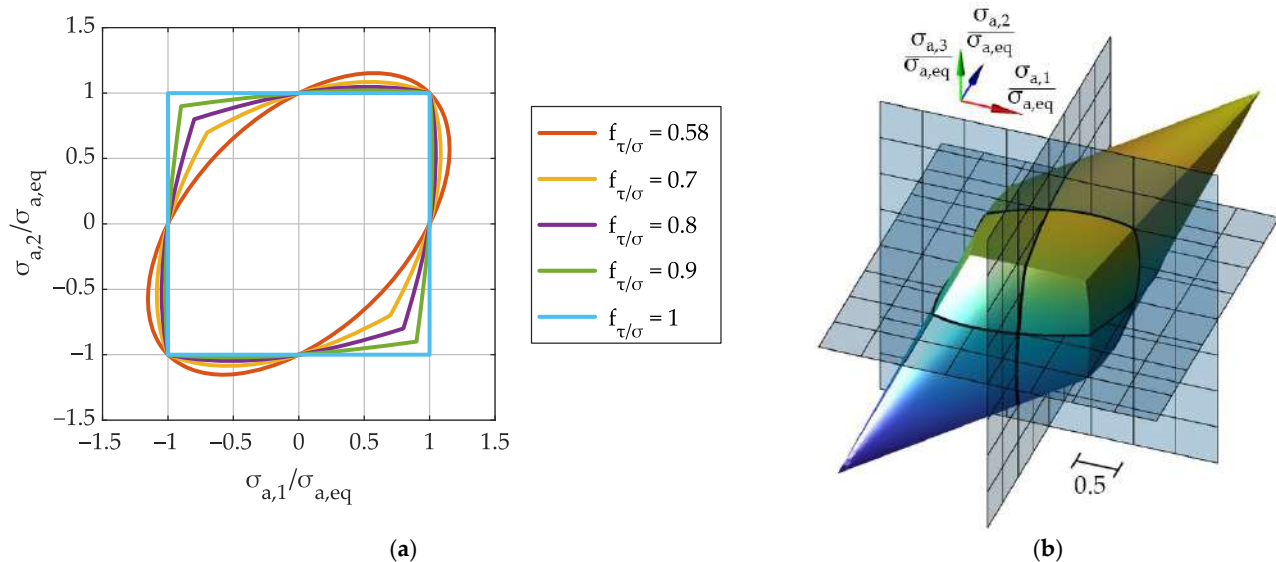 1.5
1
0.5
0
−0.5
−1
−1.5
−1.5
−1
−0.5
0
0.5
1
1.5
σa,2/σa,eq
σa,1/σa,eq
fτ/σ = 0.58
fτ/σ = 0.7
fτ/σ = 0.8
fτ/σ = 0.9
fτ/σ = 1
(a)
σa,3
σa,eq
σa,2
σa,eq
σa,1
σa,eq
0.5
(b)